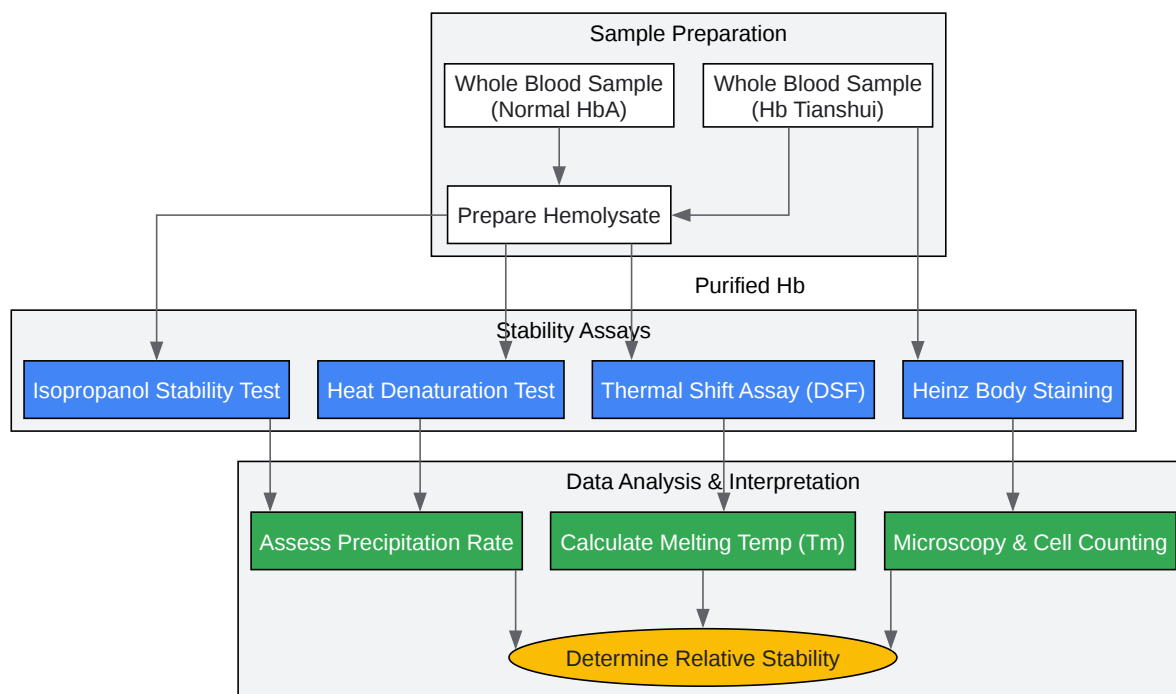 Sample Preparation
Whole Blood Sample
(Normal HbA)
Whole Blood Sample
(Hb Tianshui)
Prepare Hemolysate
Purified Hb
Stability Assays
Isopropanol Stability Test
Heat Denaturation Test
Thermal Shift Assay (DSF)
Heinz Body Staining
Data Analysis & Interpretation
Assess Precipitation Rate
Calculate Melting Temp (Tm)
Microscopy & Cell Counting
Determine Relative Stability